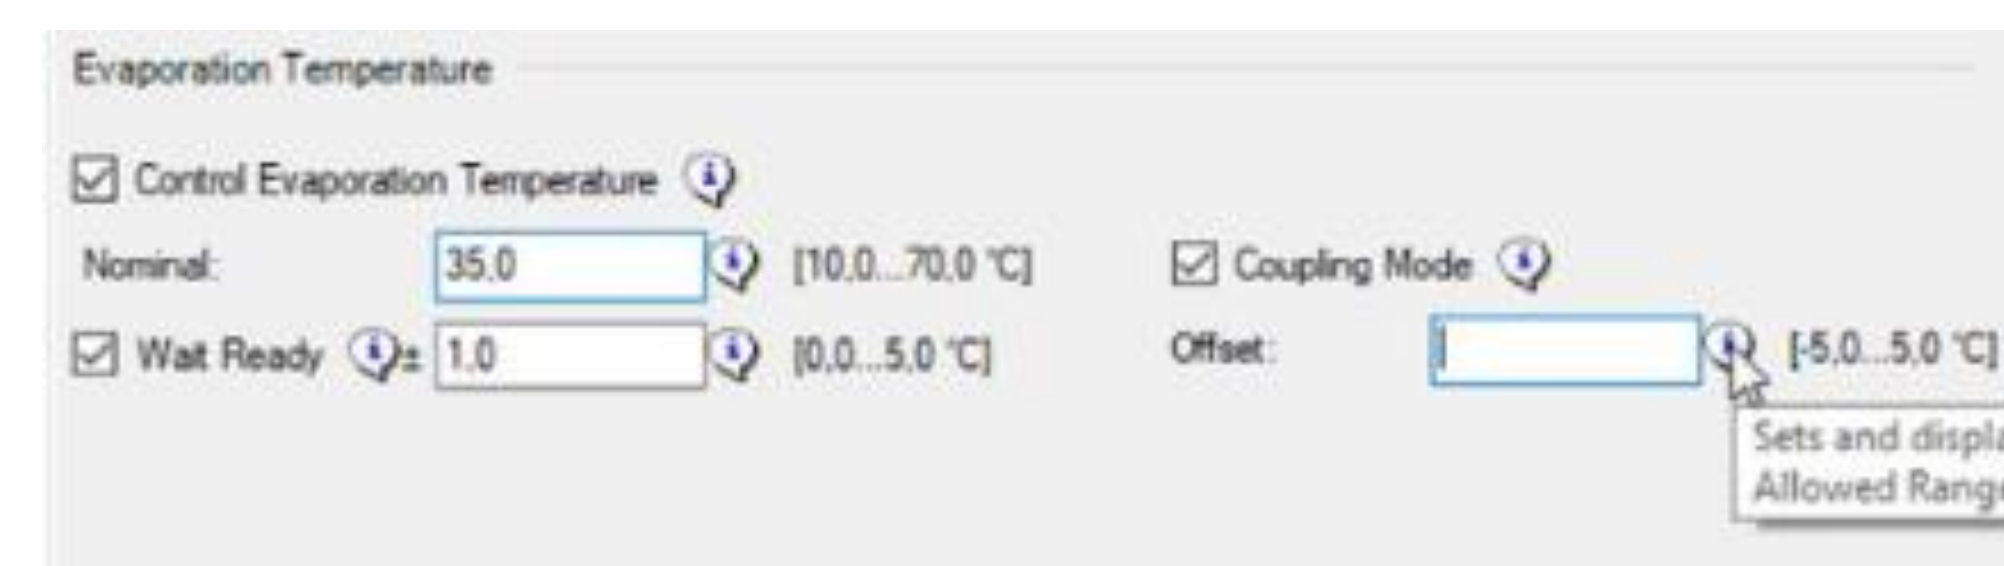 Evaporation Temperature
Control Evaporation Temperature
Nominal: 35,0 [10,0...70,0 °C] Coupling Mode
Wait Ready ± 1,0 [0,0...5,0 °C] Offset: [-5,0...5,0 °C]
Sets and displa
Allowed Range